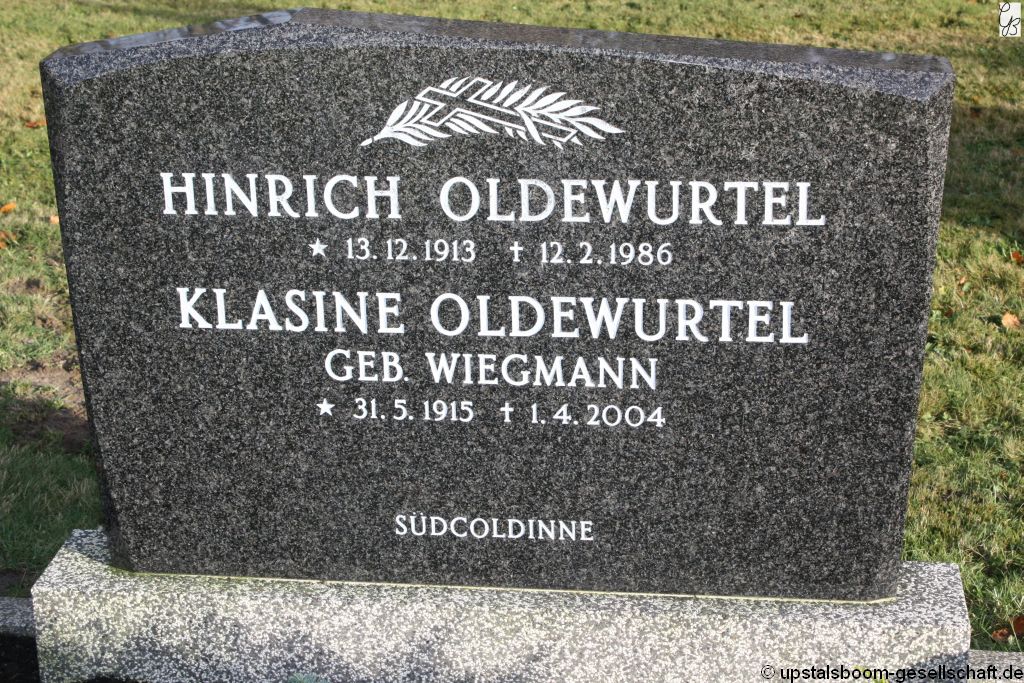 HINRICH OLDEWURTEL
★ 13.12.1913 † 12.2.1986
KLASINE OLDEWURTEL
GEB. WIEGMANN
★ 31.5.1915 † 1.4.2004
SÜDCOLDINNE
© upstalsboom-gesellschaft.de